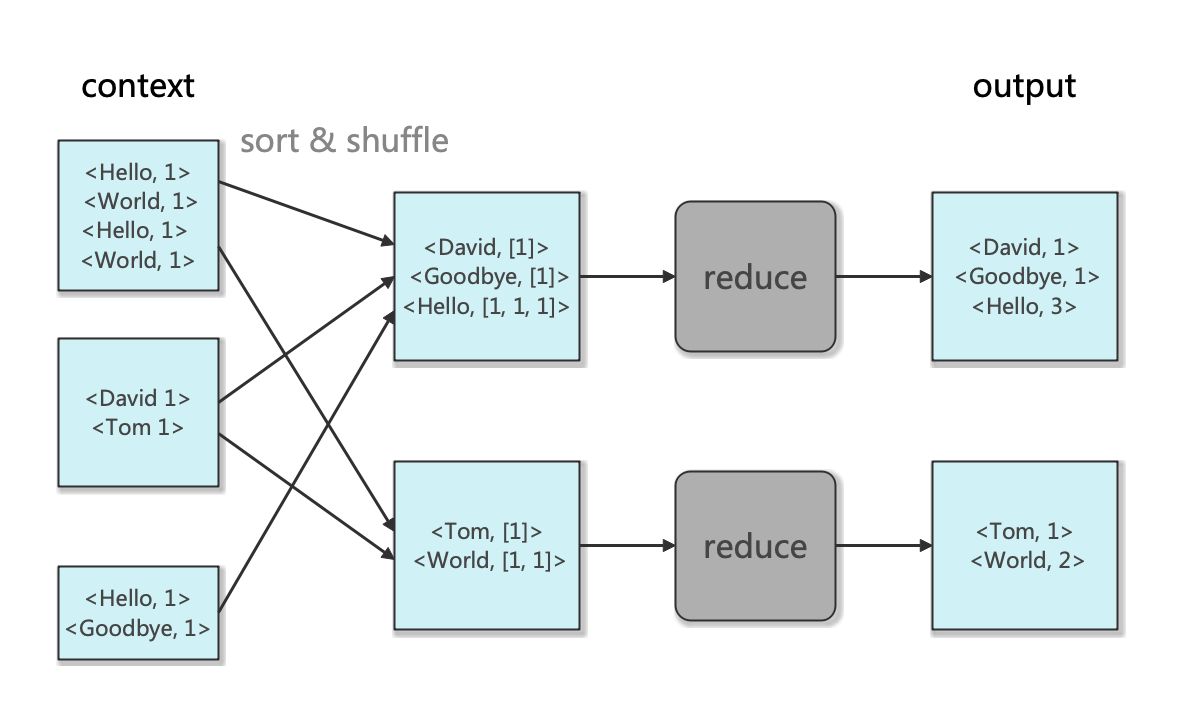 context
output
sort & shuffle
<Hello, 1>
<World, 1>
<Hello, 1>
<World, 1>
<David 1>
<Tom 1>
<Hello, 1>
<Goodbye, 1>
<David, [1]>
<Goodbye, [1]>
<Hello, [1, 1, 1]>
reduce
<David, 1>
<Goodbye, 1>
<Hello, 3>
<Tom, [1]>
<World, [1, 1]>
reduce
<Tom, 1>
<World, 2>